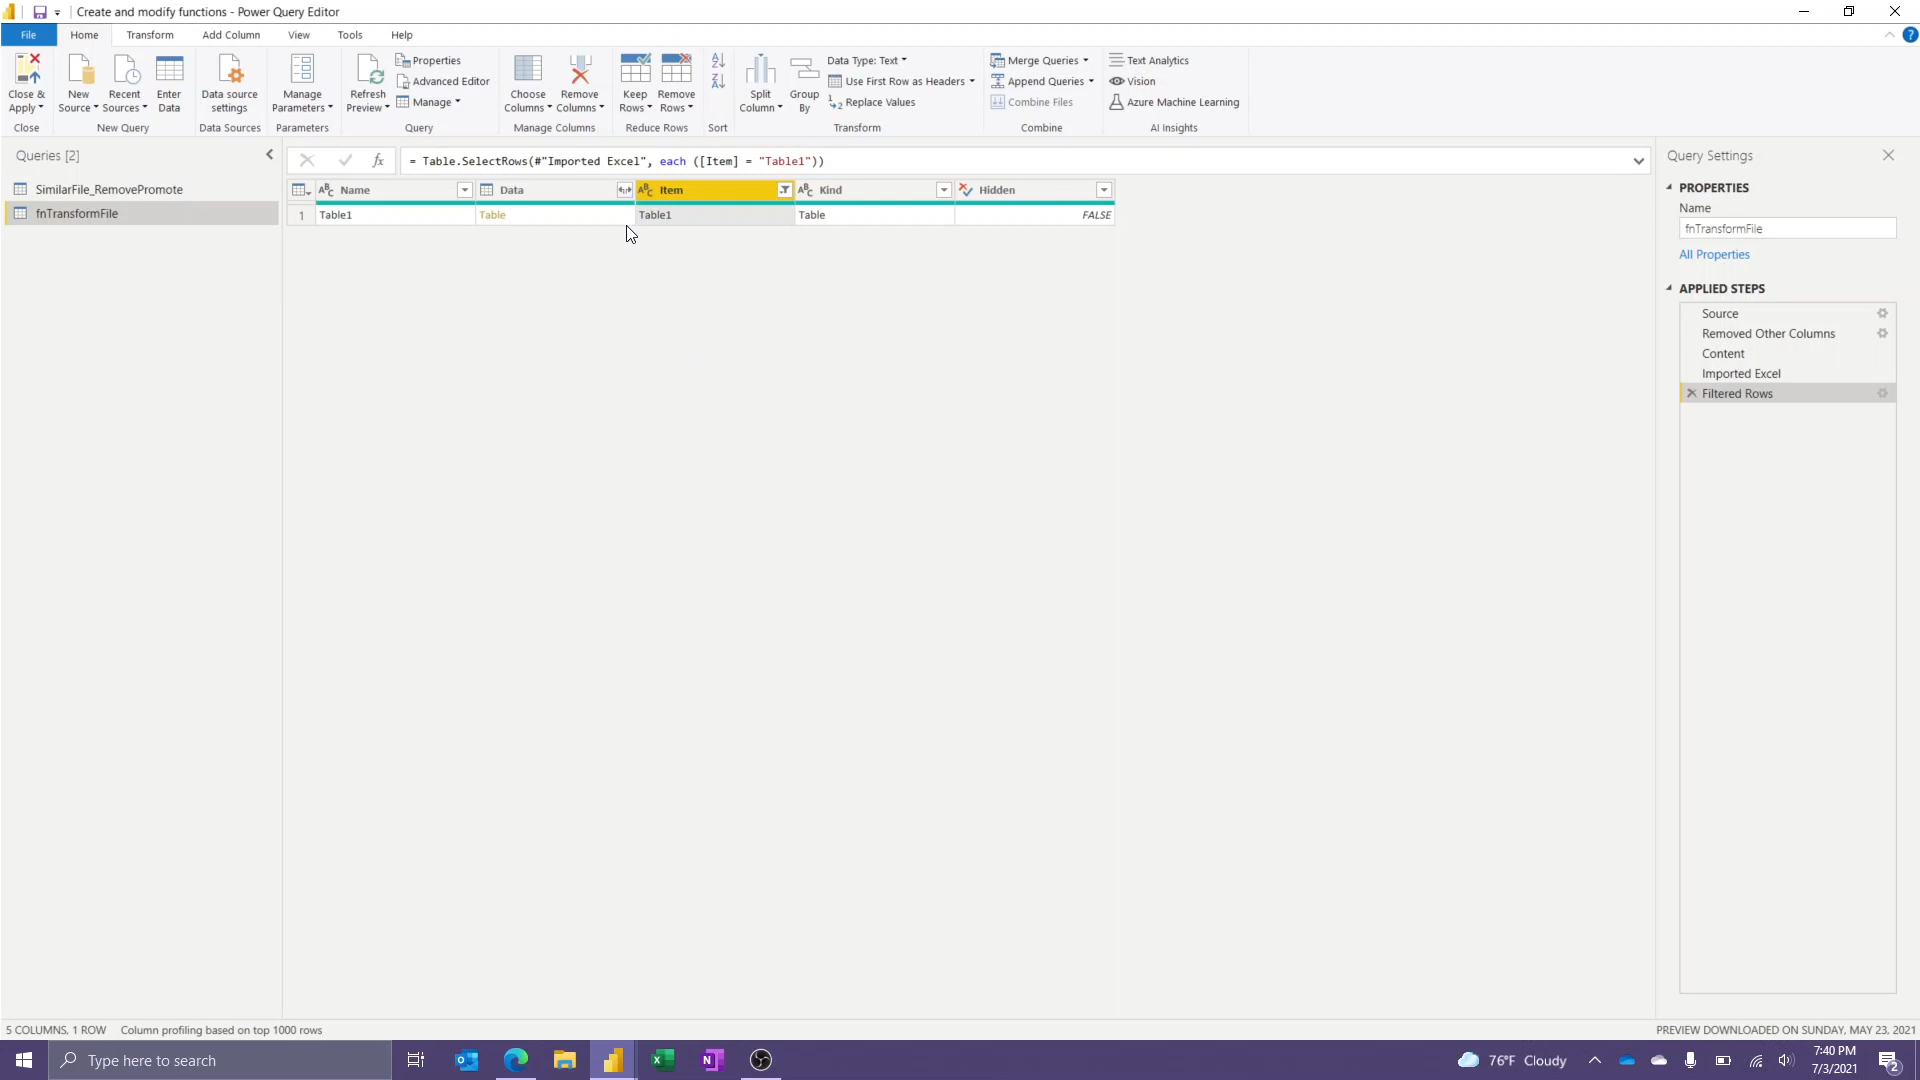 Create and modify functions - Power Query Editor
File
Home
Transform
Add Column
View
Tools
Help
Close & Apply
New Source
Recent Sources
Enter Data
Data source settings
Manage Parameters
Refresh Preview
Properties
Advanced Editor
Manage
Choose Columns
Remove Columns
Keep Rows
Remove Rows
Split Column
Group By
Data Type: Text
Use First Row as Headers
Replace Values
Merge Queries
Append Queries
Combine Files
Text Analytics
Vision
Azure Machine Learning
Close
New Query
Data Sources
Parameters
Query
Manage Columns
Reduce Rows
Sort
Transform
Combine
AI Insights
Queries [2]
SimilarFile_RemovePromote
fnTransformFile
= Table.SelectRows(#"Imported Excel", each ([Item] = "Table1"))
Name Data Item Kind Hidden
1 Table1 Table Table1 Table FALSE
Query Settings
PROPERTIES
Name
fnTransformFile
All Properties
APPLIED STEPS
Source
Removed Other Columns
Content
Imported Excel
Filtered Rows
5 COLUMNS, 1 ROW Column profiling based on top 1000 rows
PREVIEW DOWNLOADED ON SUNDAY, MAY 23, 2021
Type here to search
76°F Cloudy
7:40 PM
7/3/2021
2